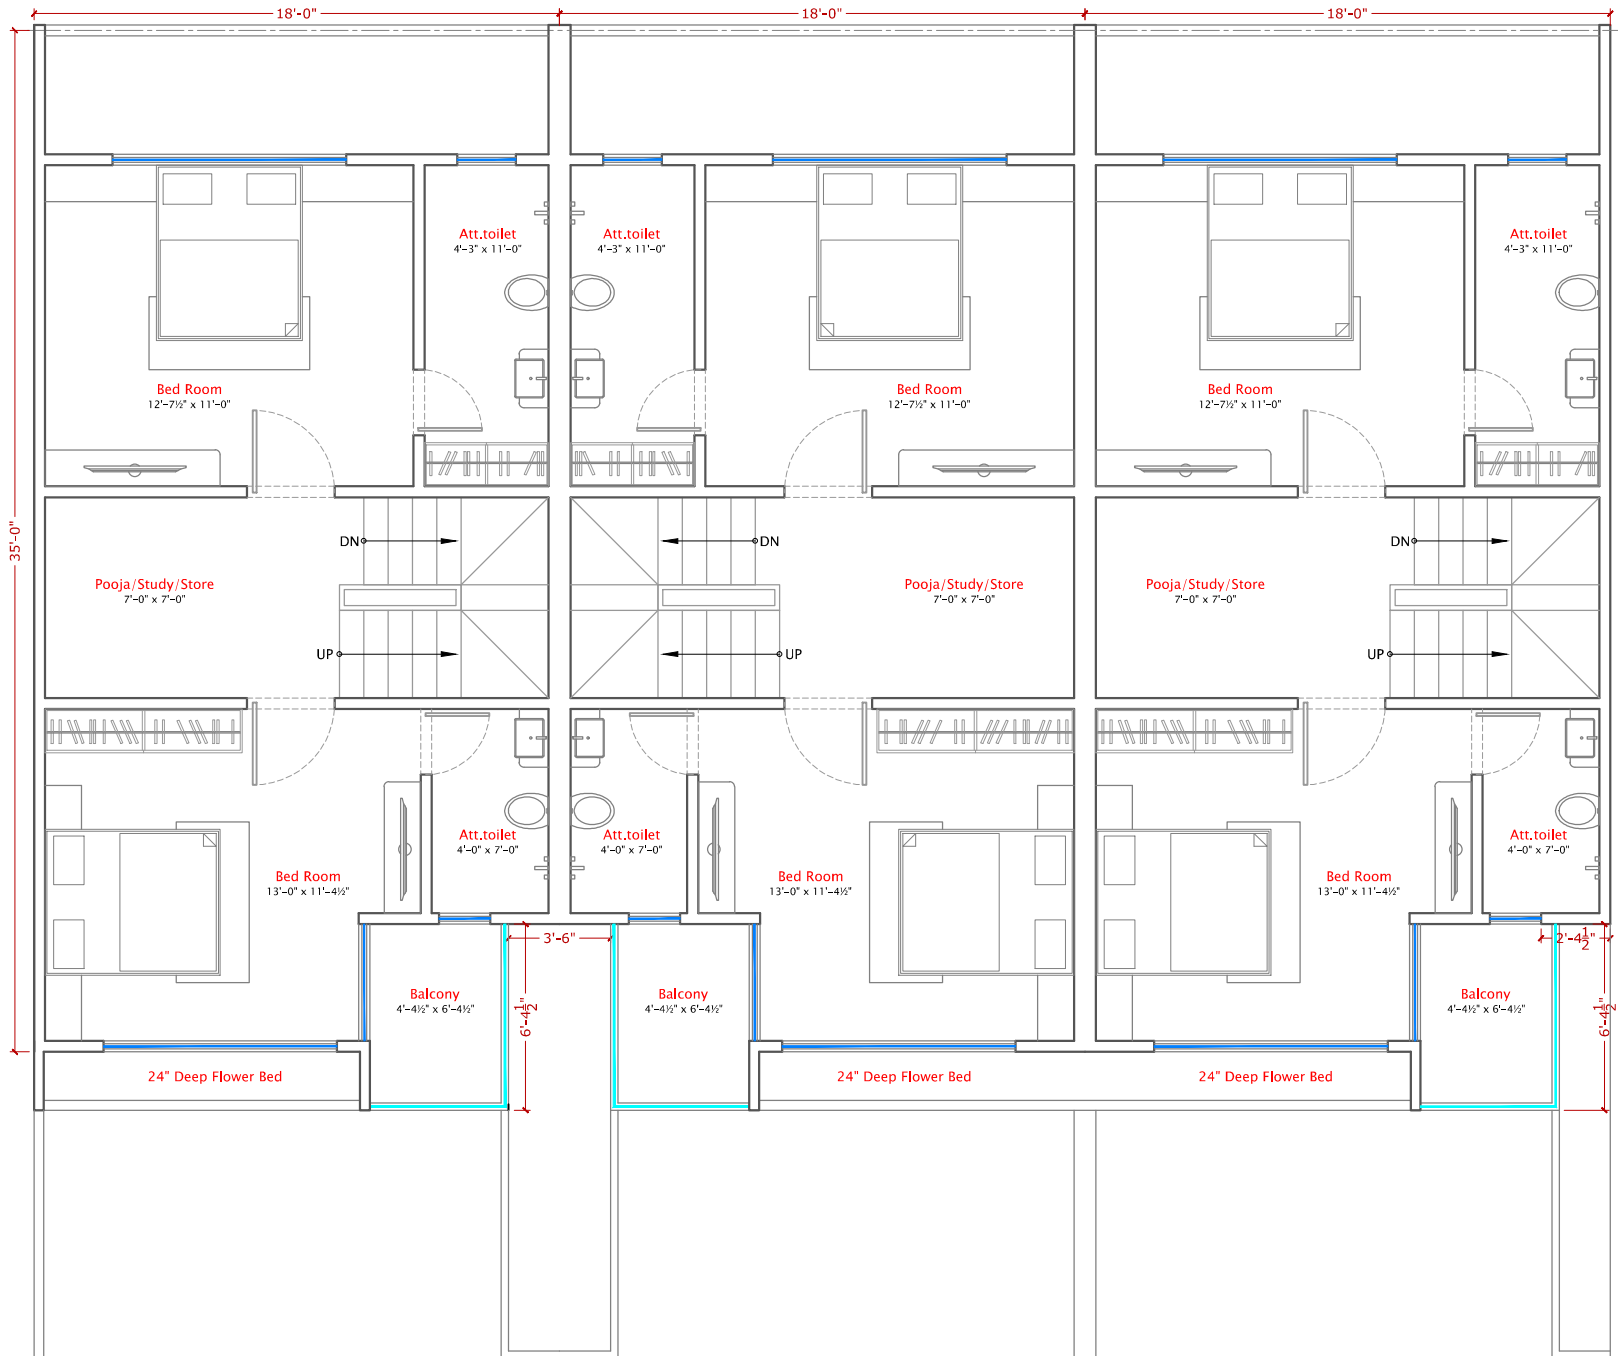 18'-0" 18'-0" 18'-0"
35'-0"
Att.toilet Att.toilet Att.toilet
4'-3" x 11'-0" 4'-3" x 11'-0" 4'-3" x 11'-0"
Bed Room Bed Room Bed Room
12'-7½" x 11'-0" 12'-7½" x 11'-0" 12'-7½" x 11'-0"
DN DN DN
Pooja/Study/Store Pooja/Study/Store Pooja/Study/Store
7'-0" x 7'-0" 7'-0" x 7'-0" 7'-0" x 7'-0"
UP UP UP
Att.toilet Att.toilet Att.toilet
4'-0" x 7'-0" 4'-0" x 7'-0" 4'-0" x 7'-0"
Bed Room Bed Room Bed Room
13'-0" x 11'-4½" 13'-0" x 11'-4½" 13'-0" x 11'-4½"
3'-6" 2'-4½"
Balcony Balcony Balcony
4'-4½" x 6'-4½" 4'-4½" x 6'-4½" 4'-4½" x 6'-4½"
6'-4½" 6'-4½"
24" Deep Flower Bed 24" Deep Flower Bed 24" Deep Flower Bed